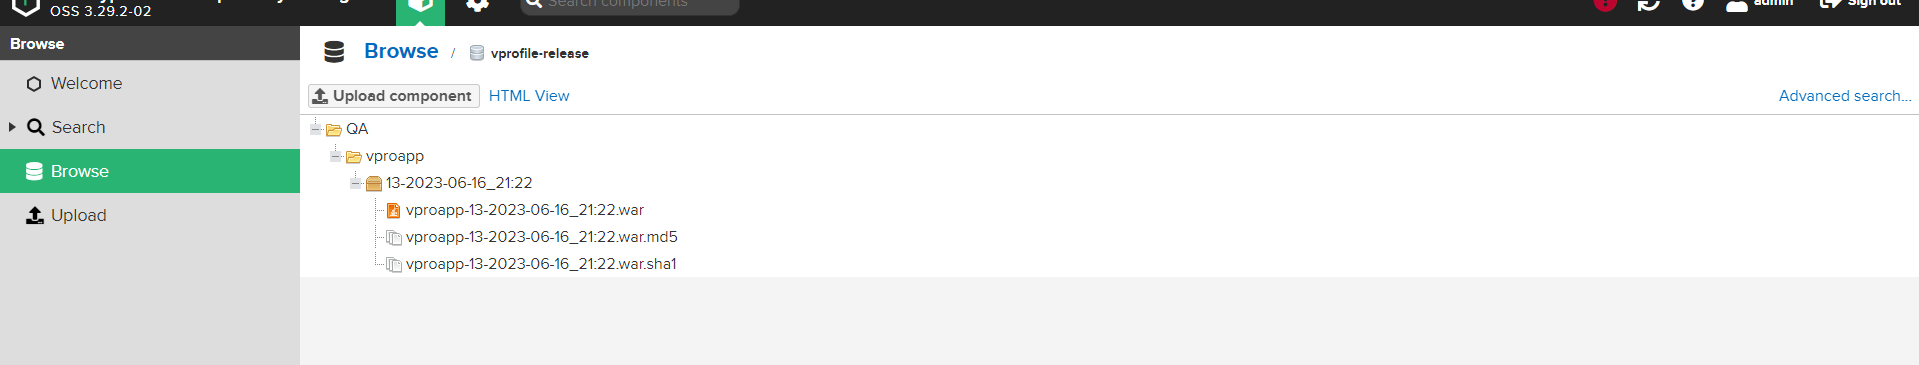 OSS 3.29.2-02
Search components
admin
Sign out
Browse
Welcome
Search
Browse
Upload
Browse / vprofile-release
Upload component
HTML View
Advanced search...
QA
vproapp
13-2023-06-16_21:22
vproapp-13-2023-06-16_21:22.war
vproapp-13-2023-06-16_21:22.war.md5
vproapp-13-2023-06-16_21:22.war.sha1